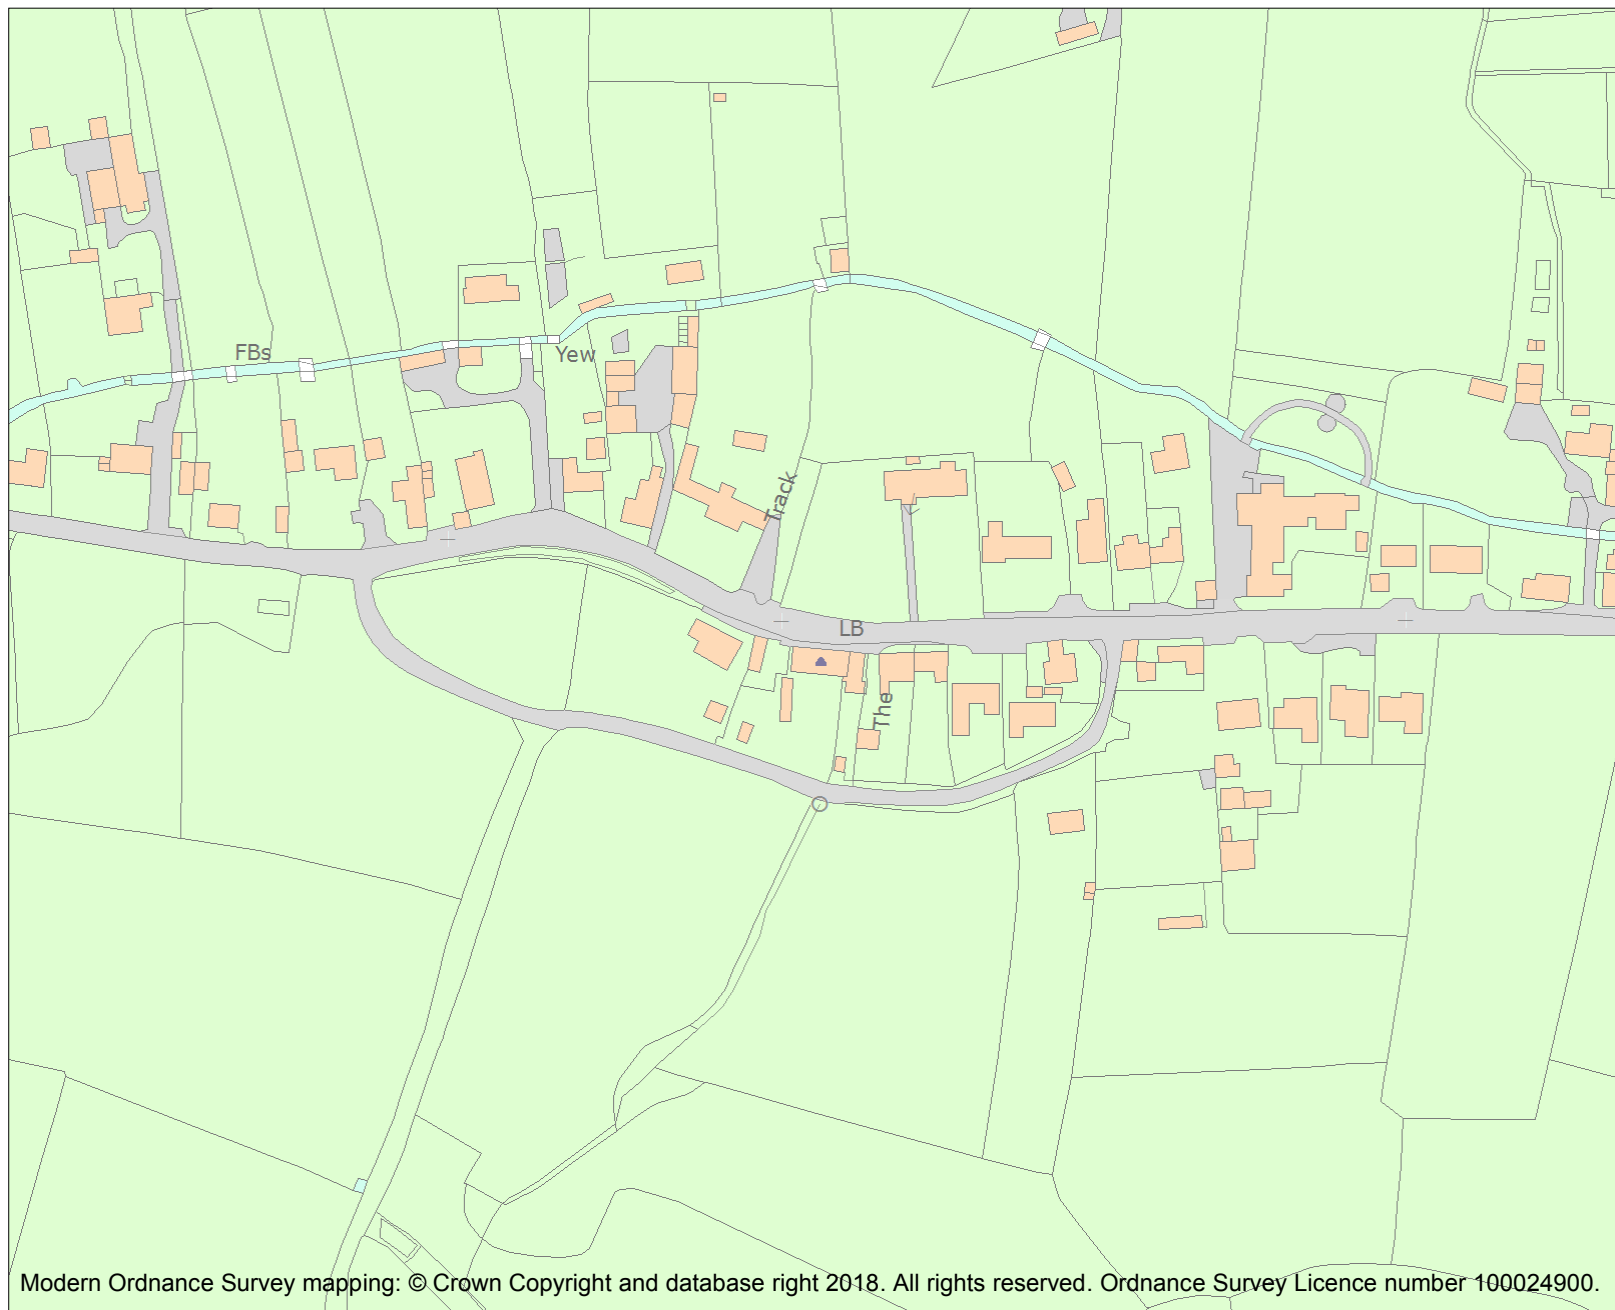 FBs
Yew
Track
LB
The
Modern Ordnance Survey mapping: © Crown Copyright and database right 2018. All rights reserved. Ordnance Survey Licence number 100024900.